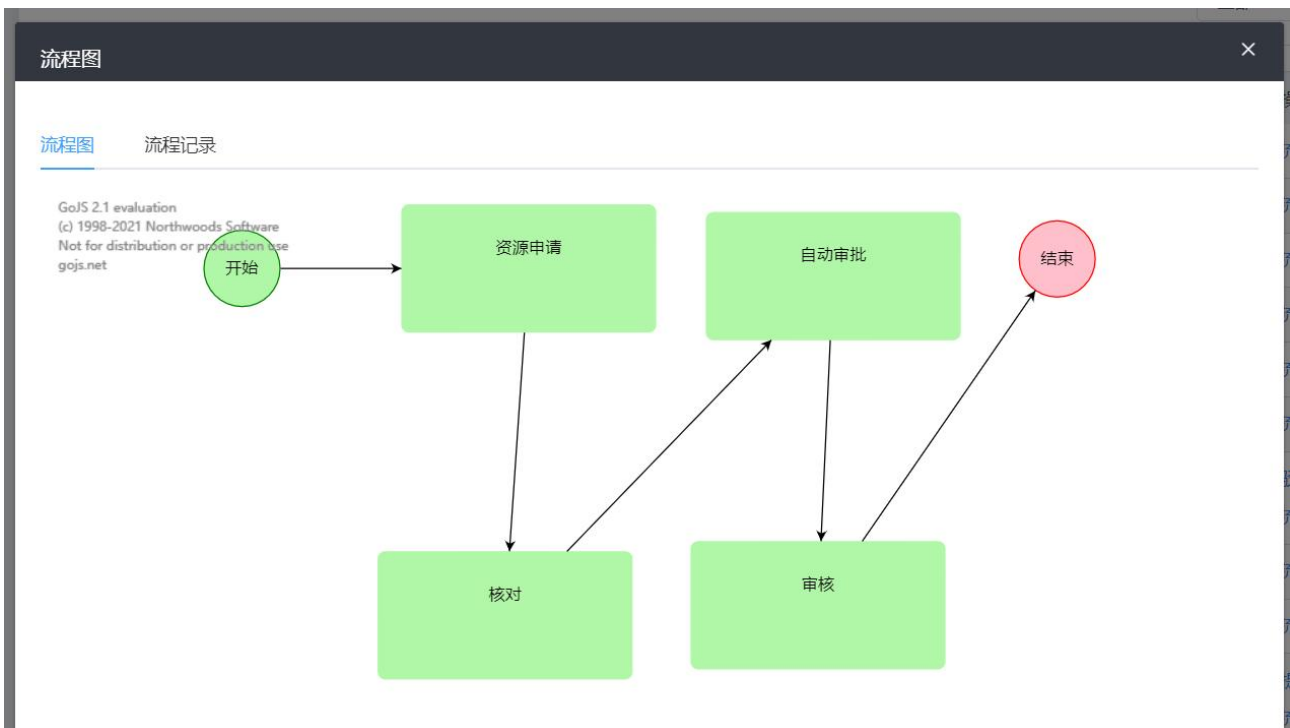 流程图
流程图
流程记录
GoJS 2.1 evaluation
(c) 1998-2021 Northwoods Software
Not for distribution or production use
gojs.net
开始
资源申请
自动审批
结束
核对
审核